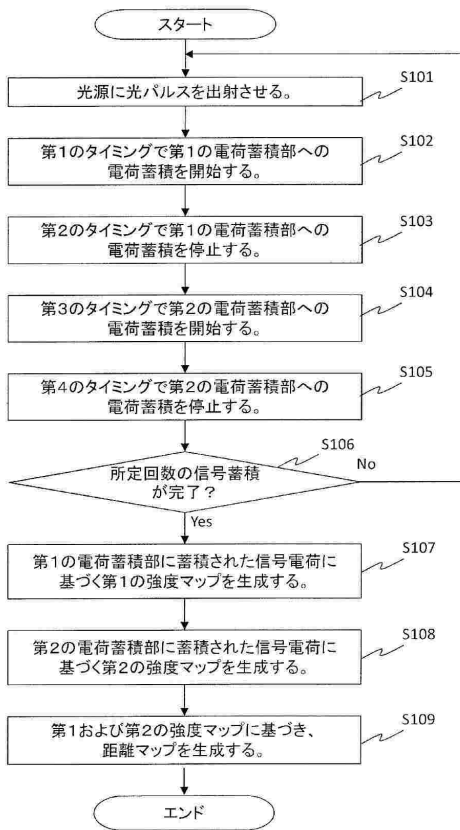 スタート
光源に光パルスを出射させる。
S101
第1のタイミングで第1の電荷蓄積部への
電荷蓄積を開始する。
S102
第2のタイミングで第1の電荷蓄積部への
電荷蓄積を停止する。
S103
第3のタイミングで第2の電荷蓄積部への
電荷蓄積を開始する。
S104
第4のタイミングで第2の電荷蓄積部への
電荷蓄積を停止する。
S105
所定回数の信号蓄積
が完了？
S106
No
Yes
第1の電荷蓄積部に蓄積された信号電荷に
基づく第1の強度マップを生成する。
S107
第2の電荷蓄積部に蓄積された信号電荷に
基づく第2の強度マップを生成する。
S108
第1および第2の強度マップに基づき、
距離マップを生成する。
S109
エンド